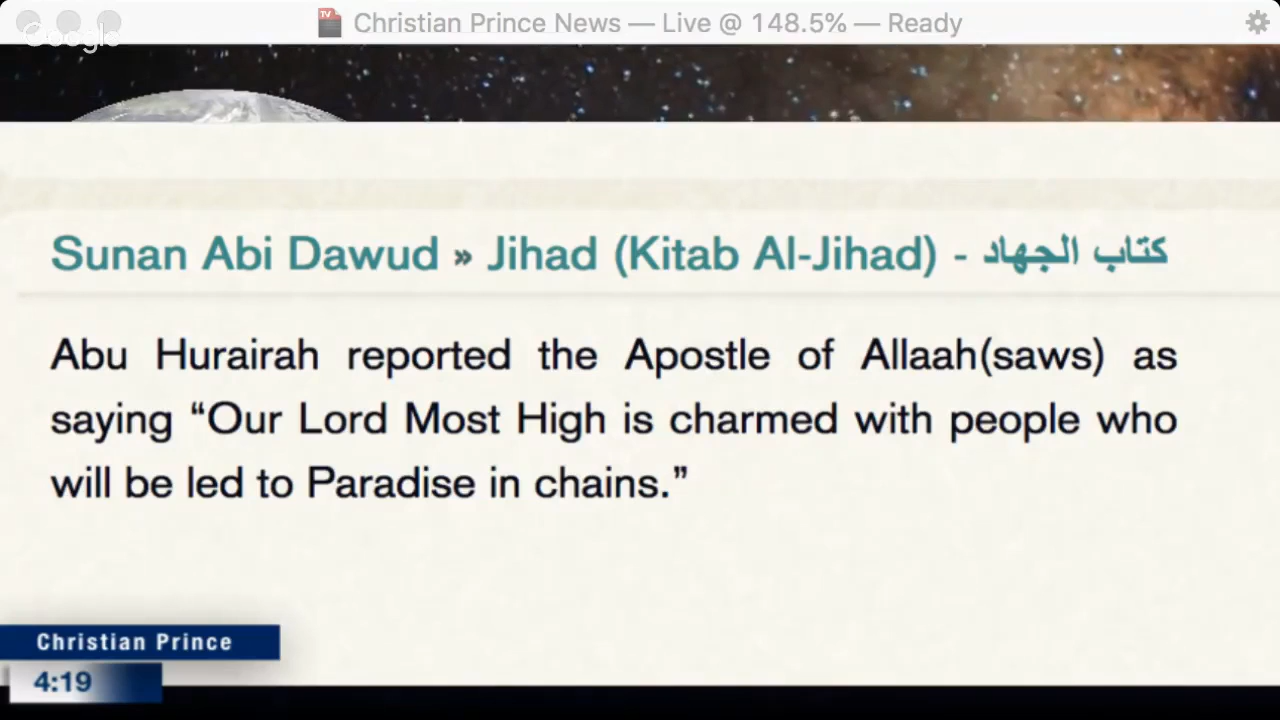 Christian Prince News — Live @ 148.5% — Ready
Google
Sunan Abi Dawud » Jihad (Kitab Al-Jihad) - كتاب الجهاد
Abu Hurairah reported the Apostle of Allaah(saws) as
saying “Our Lord Most High is charmed with people who
will be led to Paradise in chains.”
Christian Prince
4:19